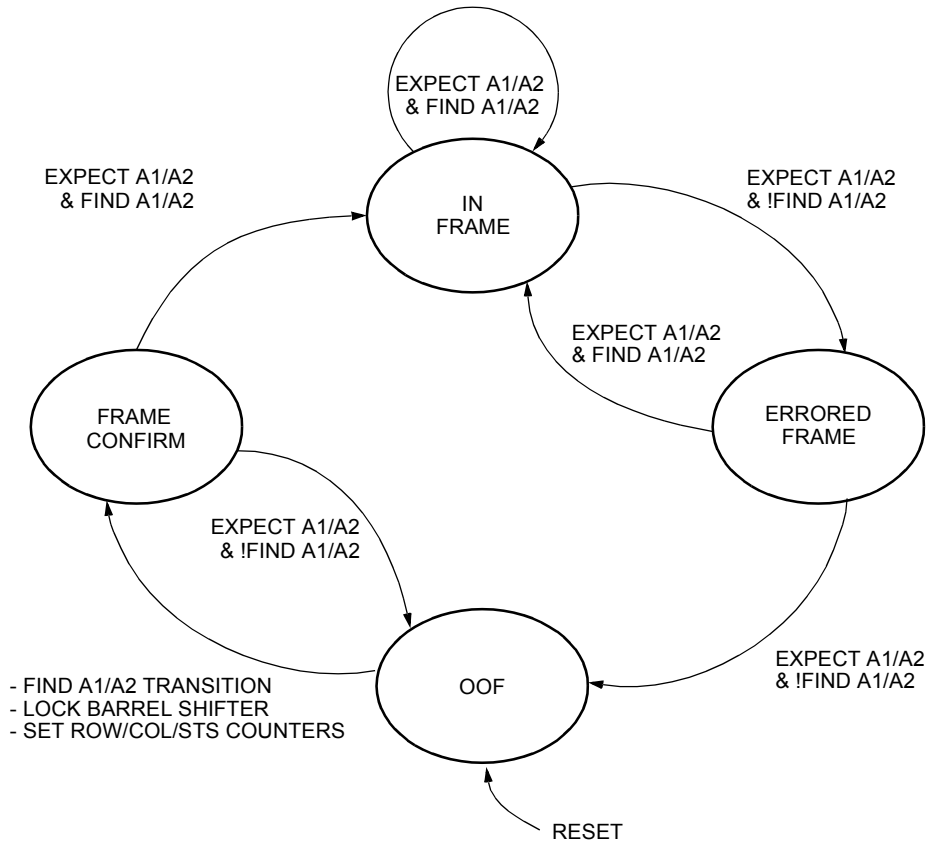 EXPECT A1/A2
& FIND A1/A2
EXPECT A1/A2
& FIND A1/A2
EXPECT A1/A2
& !FIND A1/A2
IN
FRAME
EXPECT A1/A2
& FIND A1/A2
FRAME
CONFIRM
ERRORED
FRAME
EXPECT A1/A2
& !FIND A1/A2
EXPECT A1/A2
& !FIND A1/A2
OOF
- FIND A1/A2 TRANSITION
- LOCK BARREL SHIFTER
- SET ROW/COL/STS COUNTERS
RESET